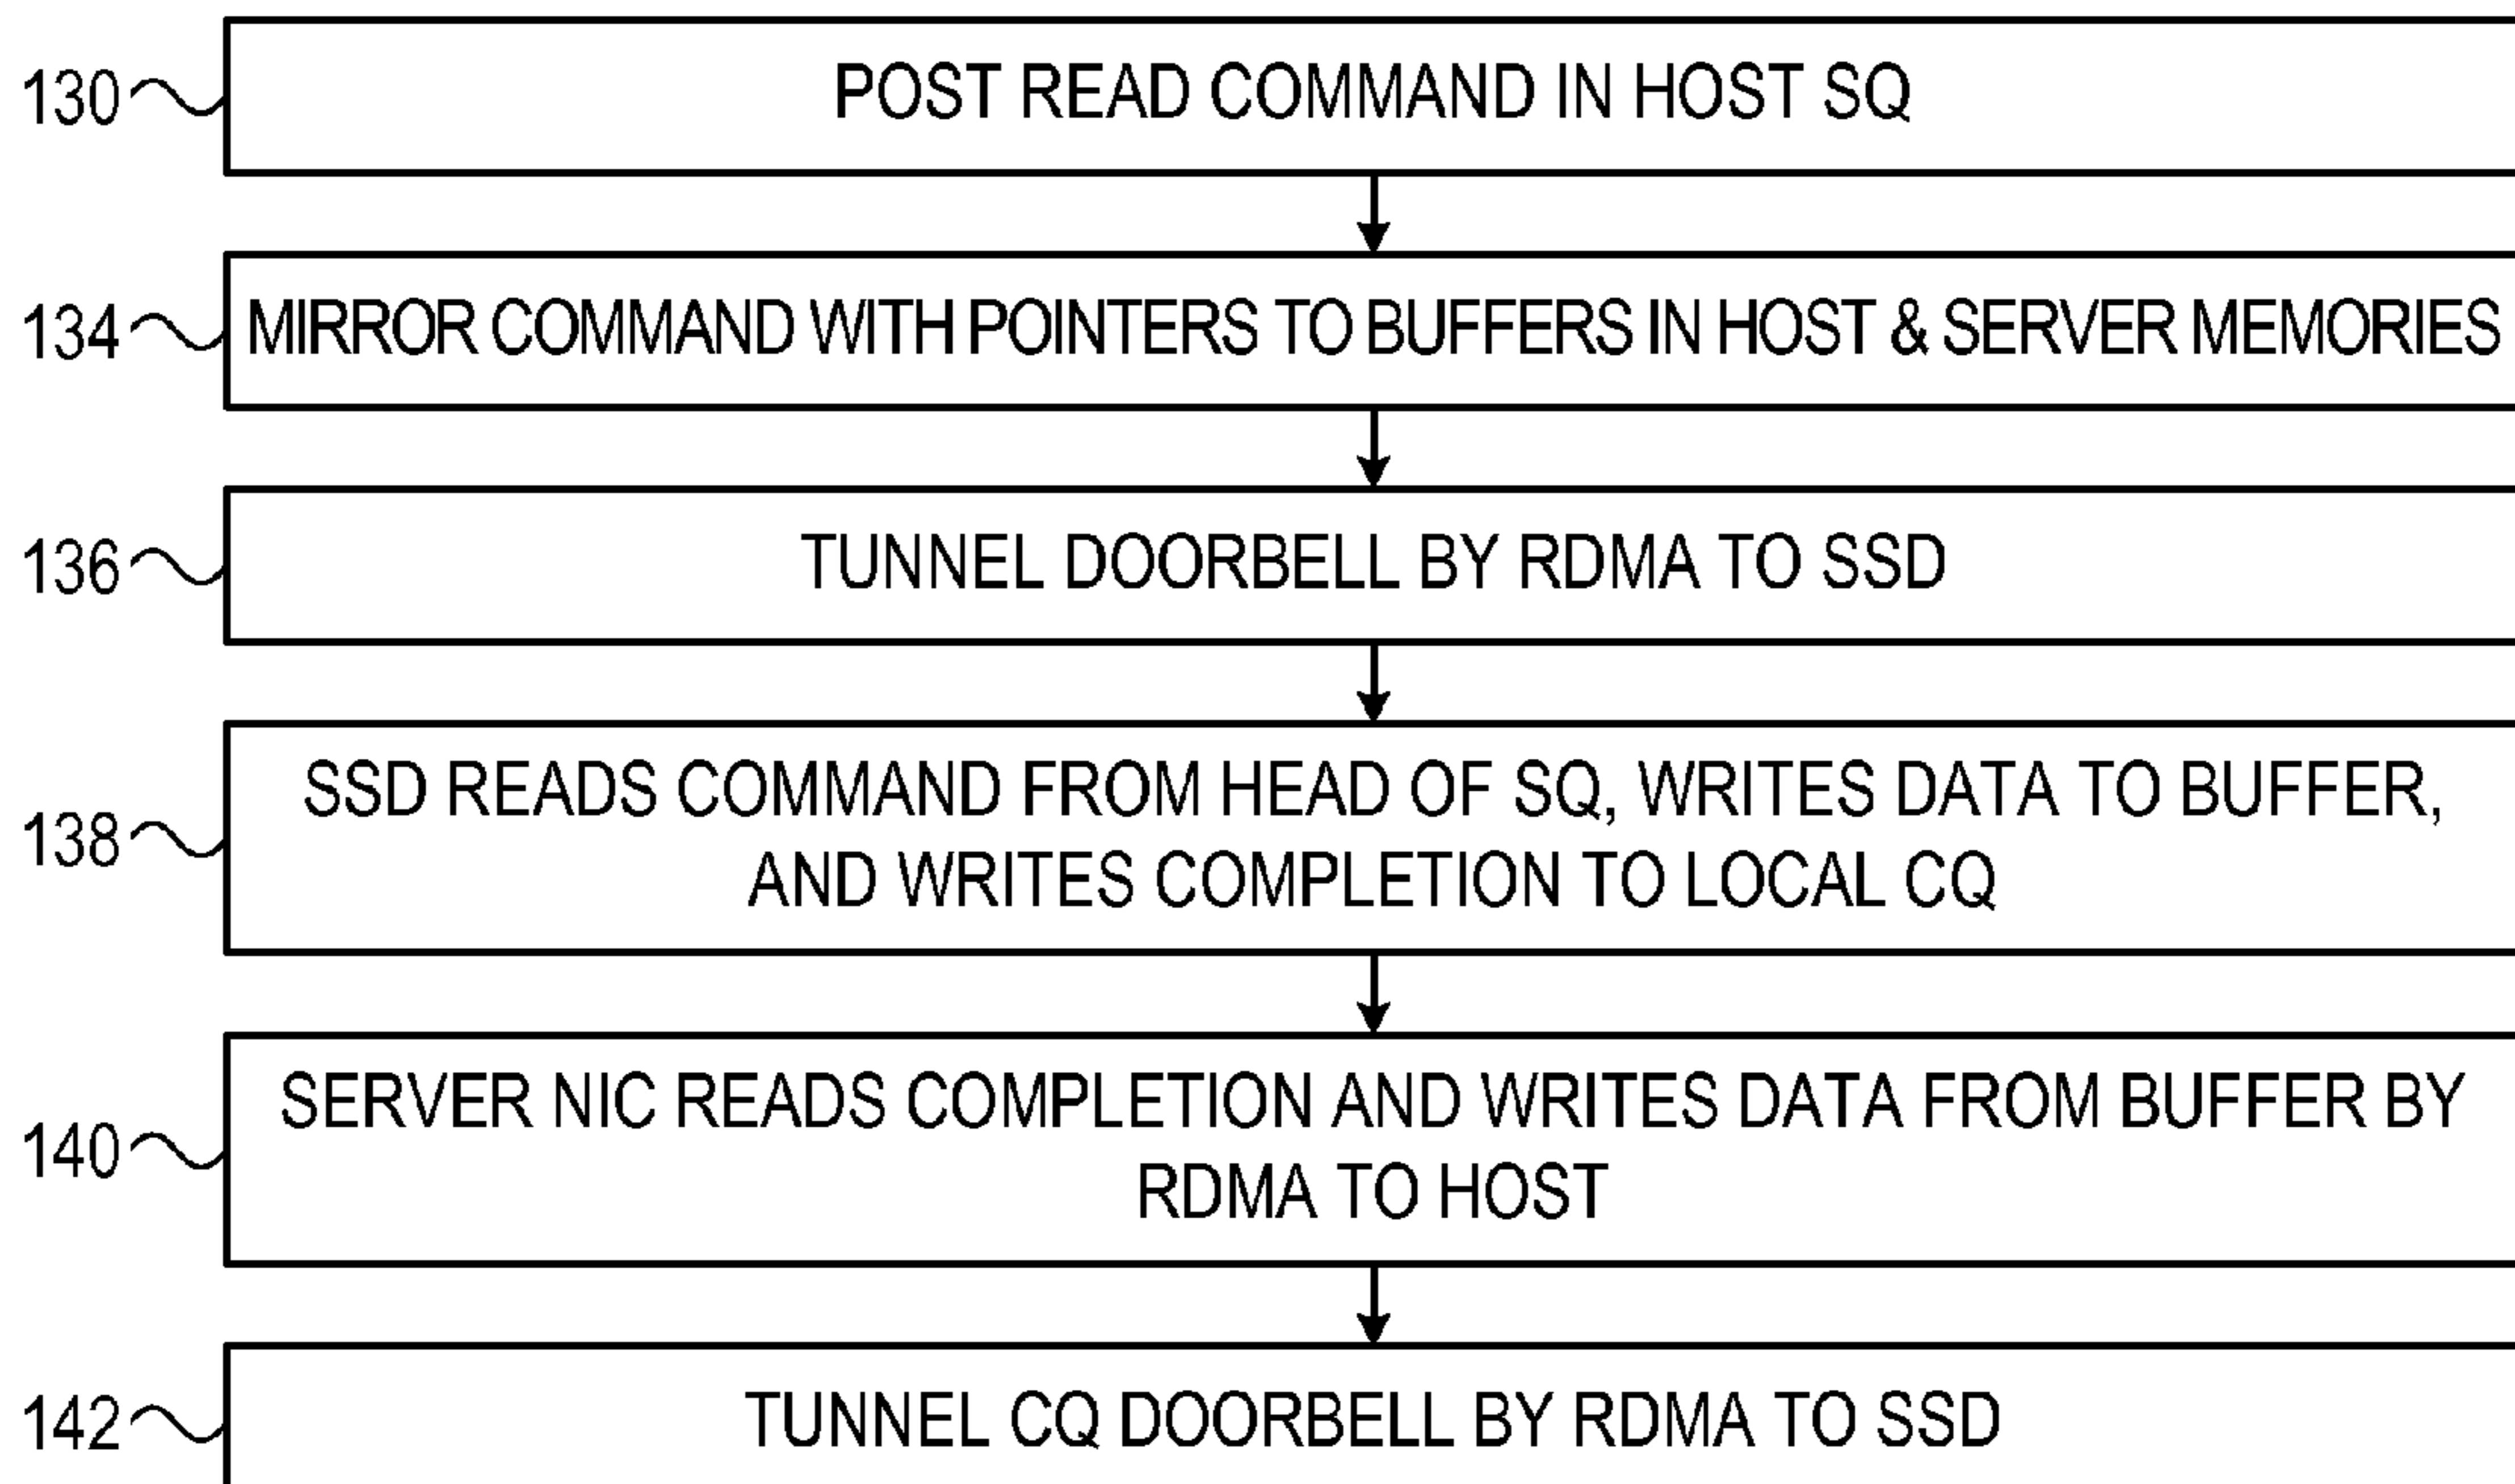 130
POST READ COMMAND IN HOST SQ
134
MIRROR COMMAND WITH POINTERS TO BUFFERS IN HOST & SERVER MEMORIES
136
TUNNEL DOORBELL BY RDMA TO SSD
138
SSD READS COMMAND FROM HEAD OF SQ, WRITES DATA TO BUFFER,
AND WRITES COMPLETION TO LOCAL CQ
140
SERVER NIC READS COMPLETION AND WRITES DATA FROM BUFFER BY
RDMA TO HOST
142
TUNNEL CQ DOORBELL BY RDMA TO SSD